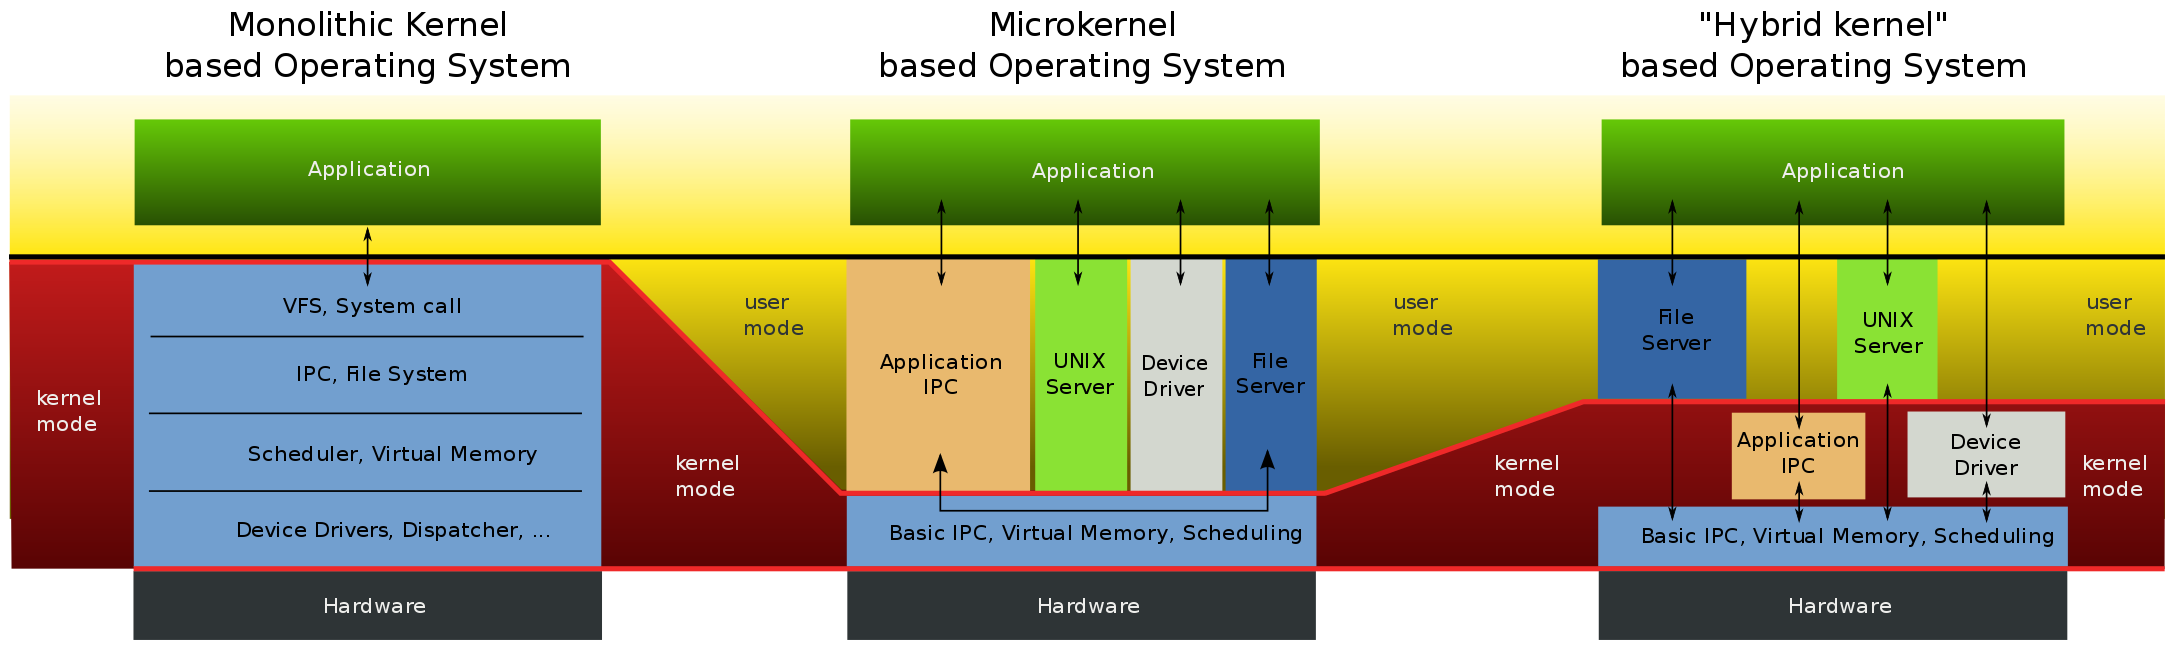 Monolithic Kernel
based Operating System
Microkernel
based Operating System
"Hybrid kernel"
based Operating System
Application
VFS, System call
IPC, File System
Scheduler, Virtual Memory
Device Drivers, Dispatcher, ...
Hardware
kernel
mode
kernel
mode
user
mode
Application
Application
IPC
UNIX
Server
Device
Driver
File
Server
Basic IPC, Virtual Memory, Scheduling
Hardware
user
mode
kernel
mode
Application
File
Server
UNIX
Server
Application
IPC
Device
Driver
Basic IPC, Virtual Memory, Scheduling
Hardware
user
mode
kernel
mode